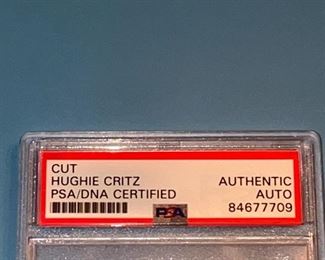 CUT
HUGHIE CRITZ AUTHENTIC
PSA/DNA CERTIFIED AUTO
PSA 84677709